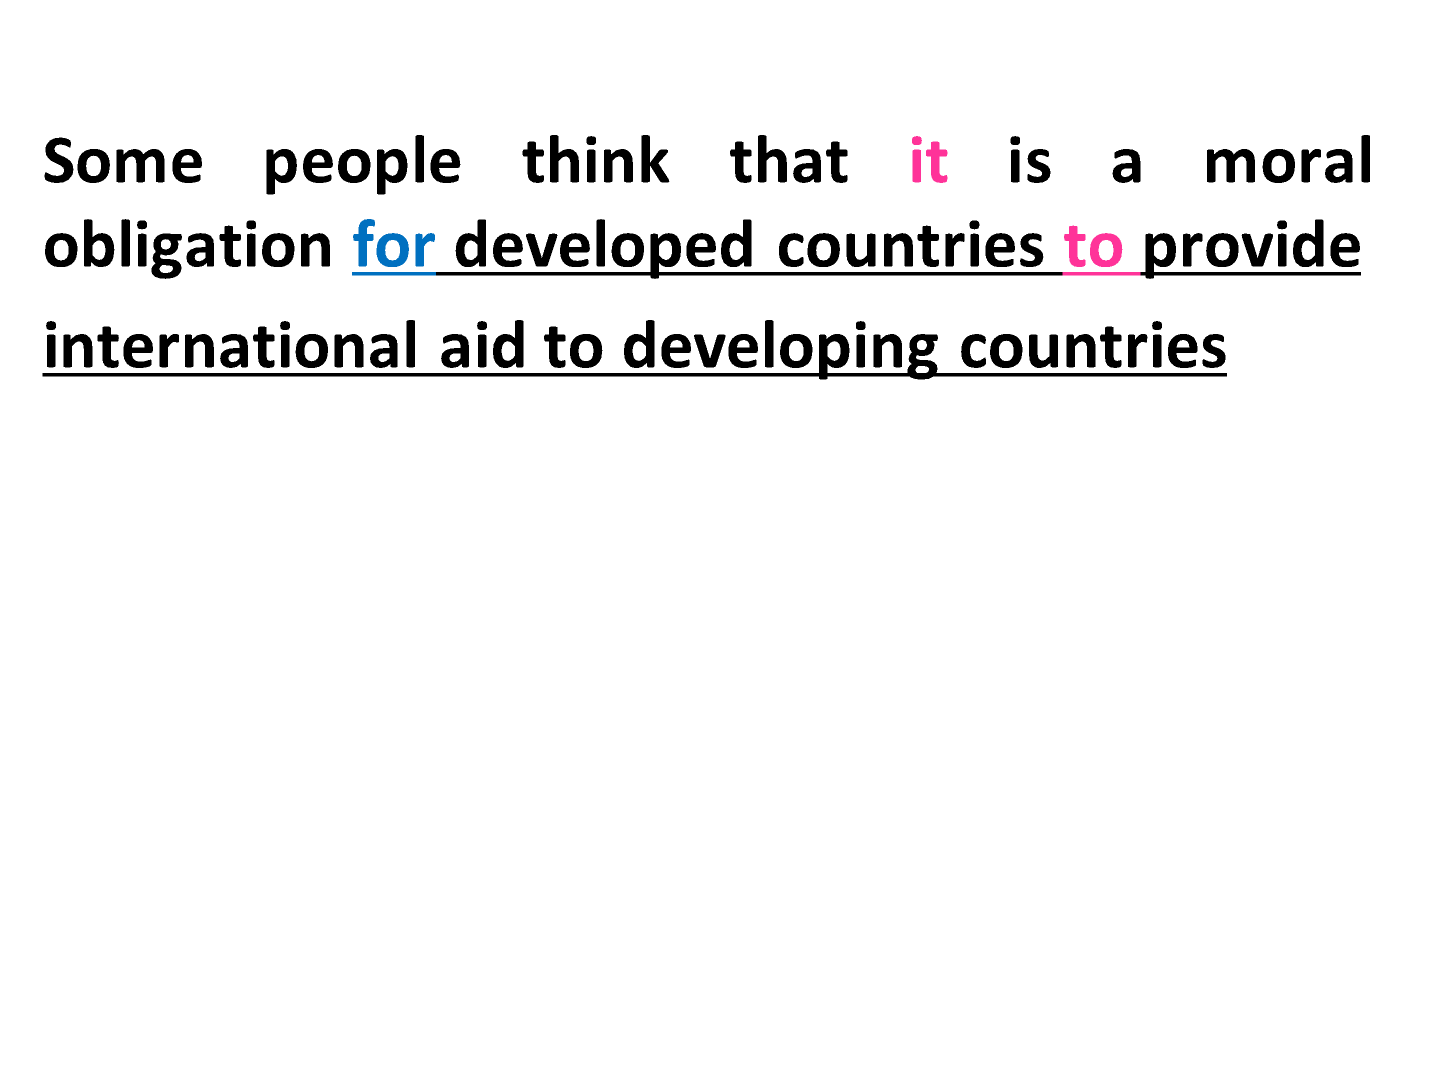 Some people think that it is a moral
obligation for developed countries to provide
international aid to developing countries